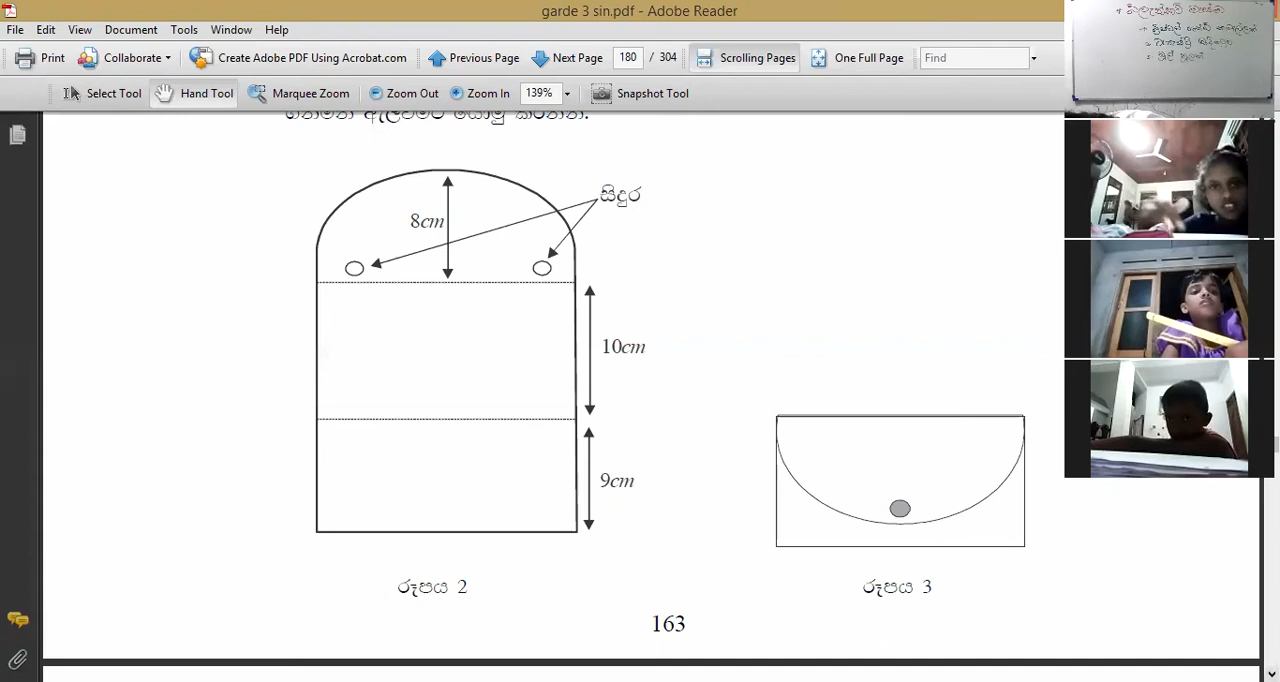 garde 3 sin.pdf - Adobe Reader
File Edit View Document Tools Window Help
Print Collaborate Create Adobe PDF Using Acrobat.com Previous Page Next Page 180 / 304 Scrolling Pages One Full Page Find
Select Tool Hand Tool Marquee Zoom Zoom Out Zoom In 139% Snapshot Tool
සිදුර
8cm
10cm
9cm
රූපය 2 රූපය 3
163